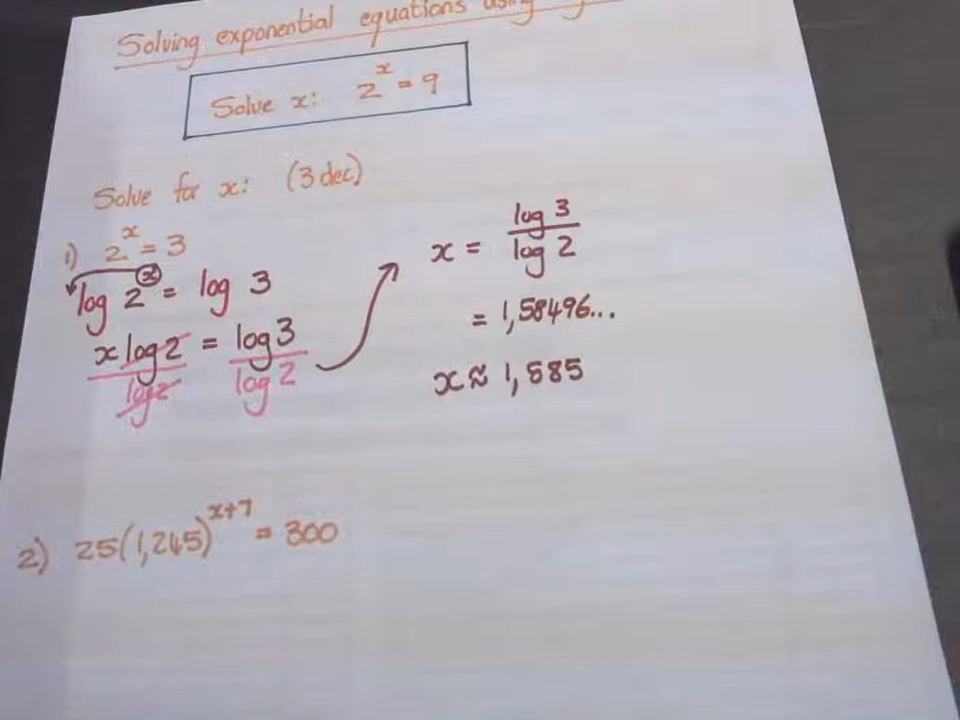 Solving exponential equations using
Solve x: 2^x = 9
Solve for x: (3 dec)
1) 2^x = 3
log 2^x = log 3
x log 2 / log 2 = log 3 / log 2
x = log 3 / log 2
= 1,58496...
x ≈ 1,585
2) 25(1,245)^(x+7) = 300